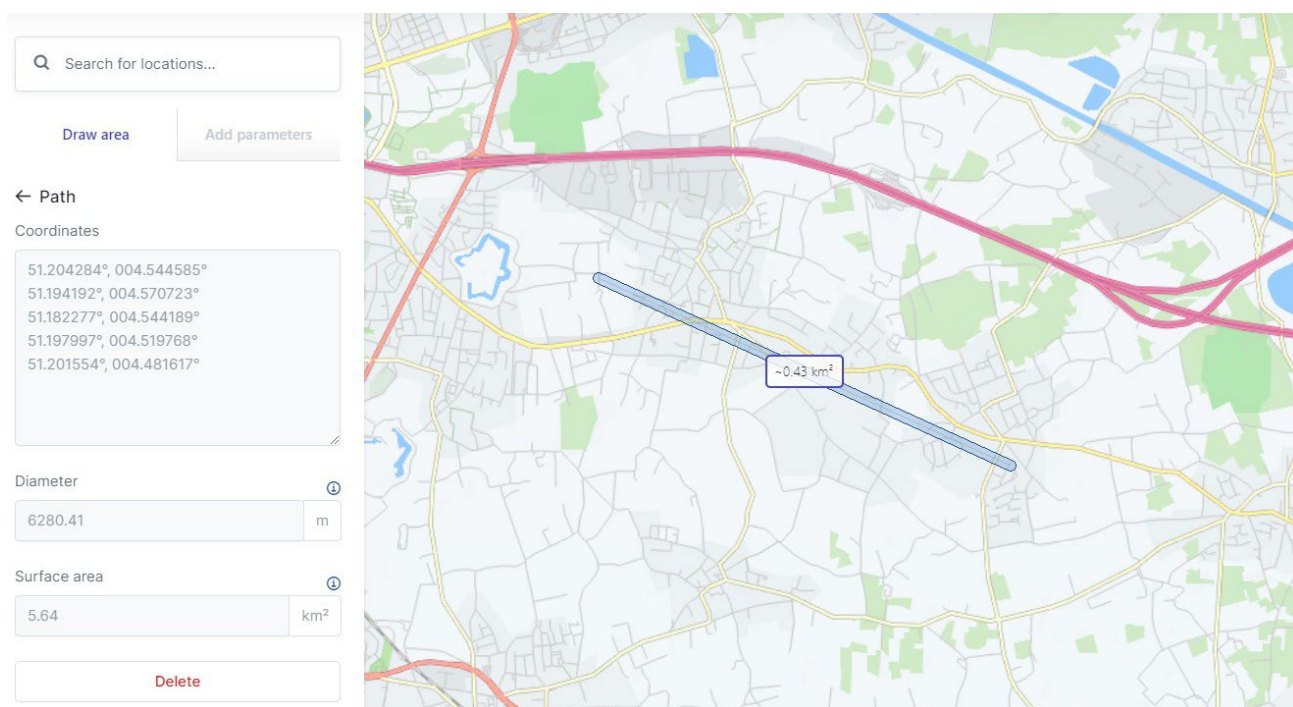 Search for locations...
Draw area
Add parameters
← Path
Coordinates
51.204284°, 004.544585°
51.194192°, 004.570723°
51.182277°, 004.544189°
51.197997°, 004.519768°
51.201554°, 004.481617°
Diameter
6280.41 m
Surface area
5.64 km²
Delete
~0.43 km²